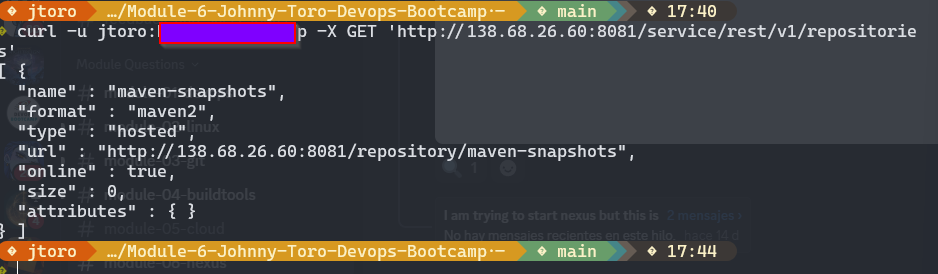 jtoro …/Module-6-Johnny-Toro-Devops-Bootcamp·- main 17:40
curl -u jtoro: p -X GET 'http://138.68.26.60:8081/service/rest/v1/repositorie
s'
Module Questions
[ {
"name" : "maven-snapshots",
"format" : "maven2",
"type" : "hosted",
"url" : "http://138.68.26.60:8081/repository/maven-snapshots",
module-03-git
"online" : true,
"size" : 0,
module-04-buildtools
1
"attributes" : { }
module-05-cloud
I am trying to start nexus but this is 2 mensajes
No hay mensajes recientes en este hilo. hace 14 d
} ]
jtoro …/Module-6-Johnny-Toro-Devops-Bootcamp·- main 17:44
module-06-nexus